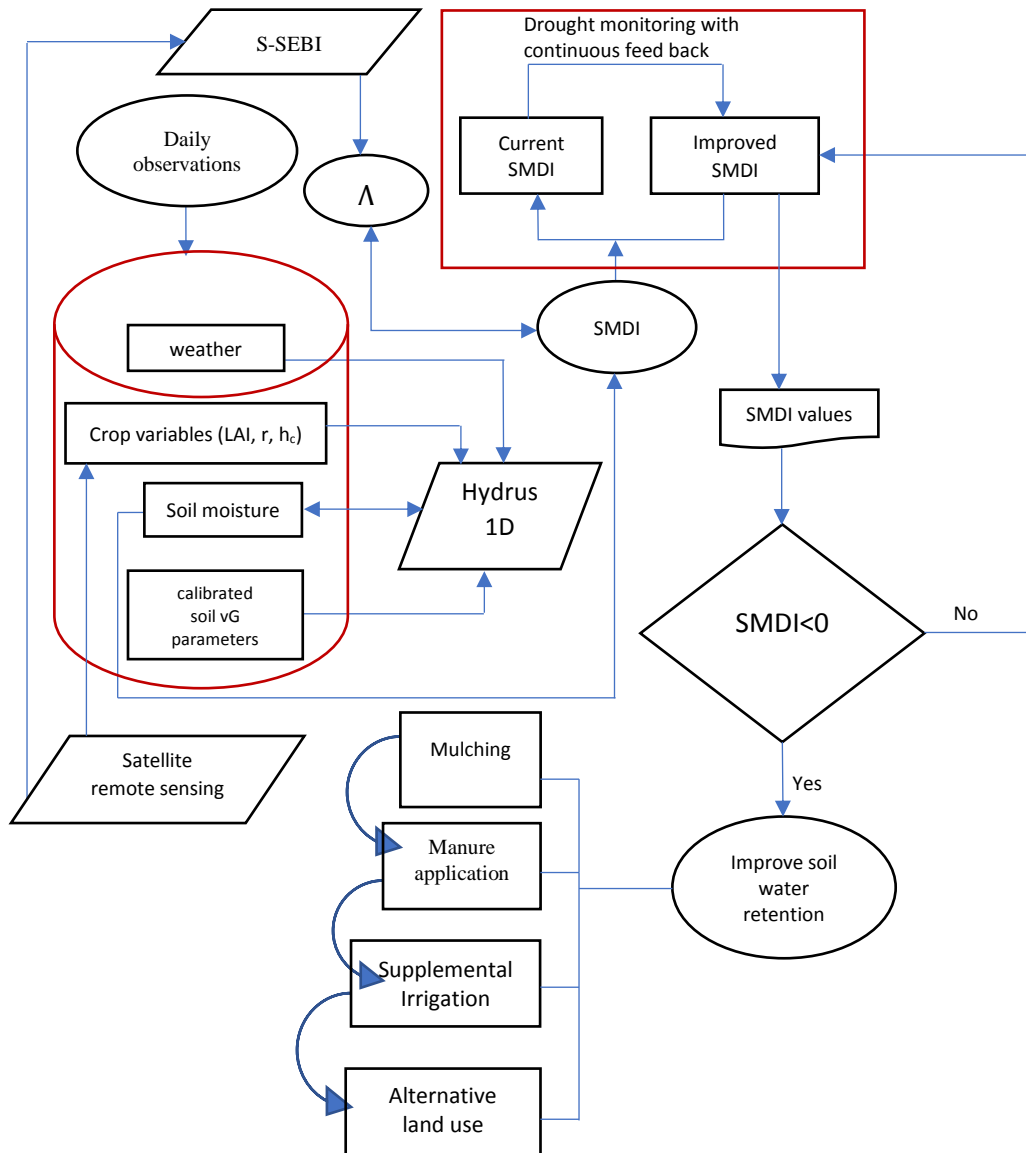 S-SEBI
Drought monitoring with
continuous feed back
Daily
observations
Λ
Current
SMDI
Improved
SMDI
SMDI
weather
Crop variables (LAI, r, hc)
Soil moisture
calibrated
soil vG
parameters
Hydrus
1D
SMDI values
SMDI<0
No
Yes
Satellite
remote sensing
Mulching
Manure
application
Supplemental
Irrigation
Alternative
land use
Improve soil
water
retention